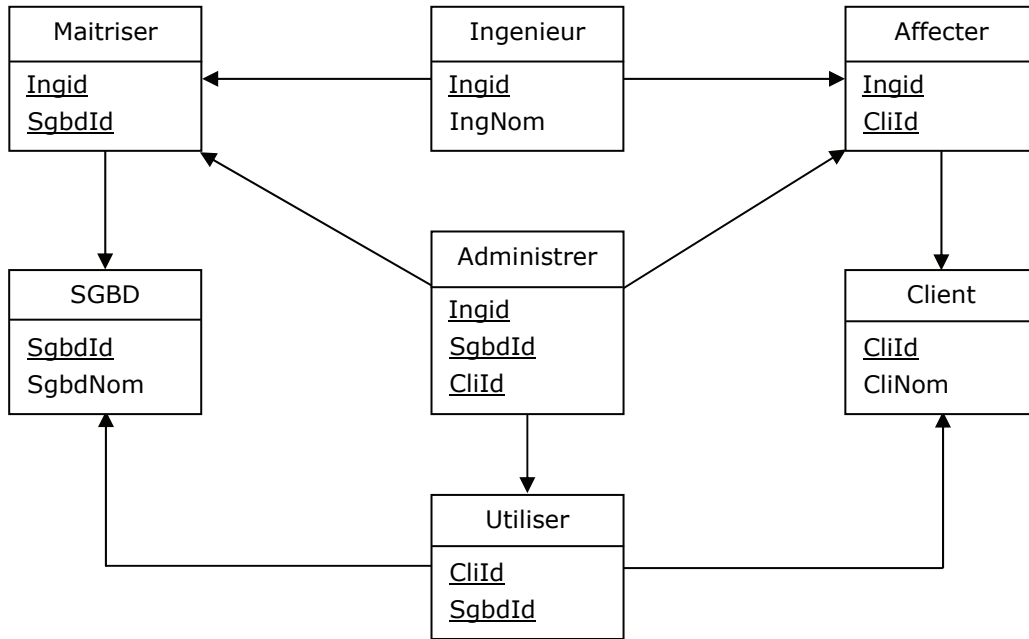 Maitriser
Ingid
SgbdId
Ingenieur
Ingid
IngNom
Affecter
Ingid
CliId
SGBD
SgbdId
SgbdNom
Administrer
Ingid
SgbdId
CliId
Client
CliId
CliNom
Utiliser
CliId
SgbdId